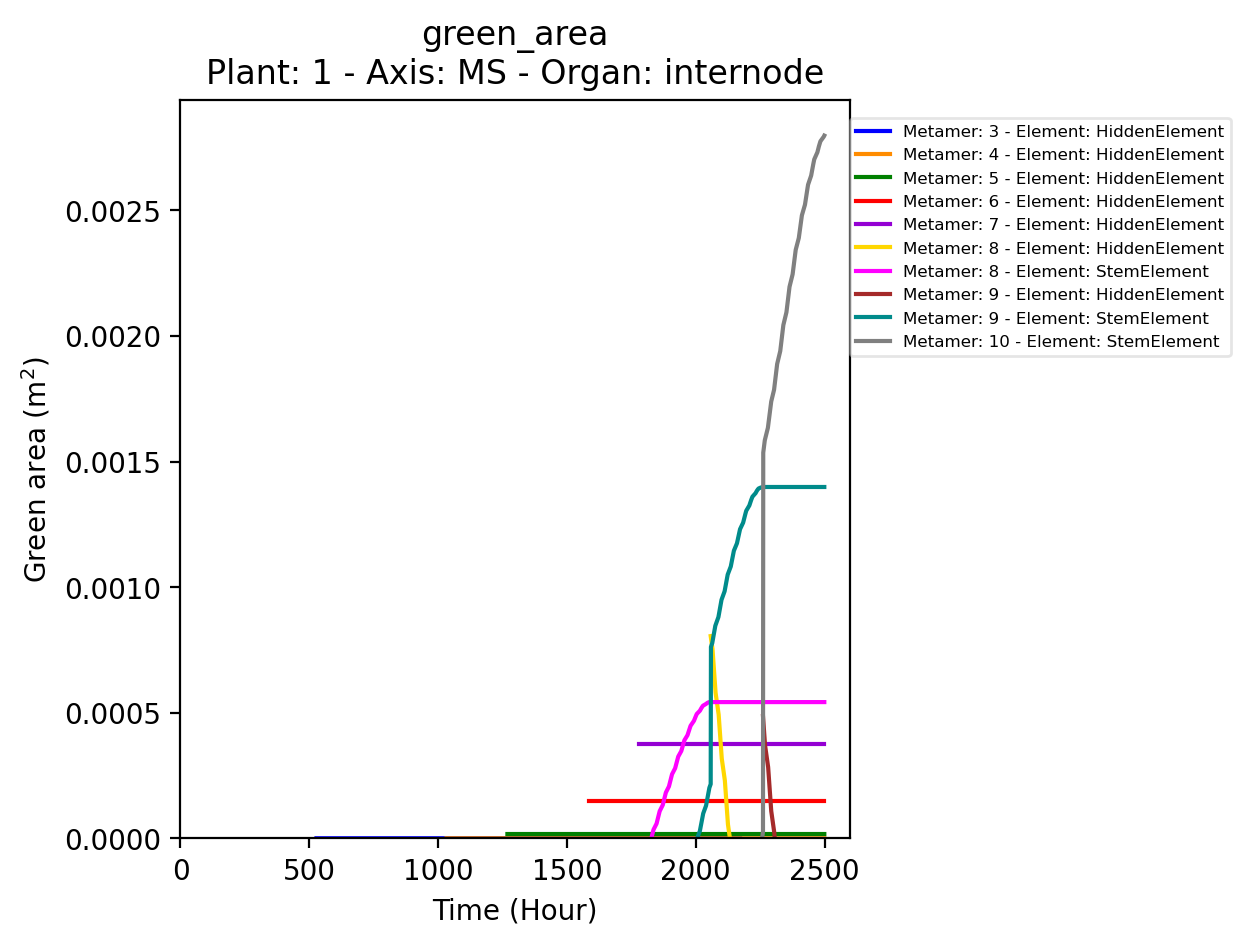 green_area
Plant: 1 - Axis: MS - Organ: internode
Metamer: 3 - Element: HiddenElement
Metamer: 4 - Element: HiddenElement
Metamer: 5 - Element: HiddenElement
Metamer: 6 - Element: HiddenElement
Metamer: 7 - Element: HiddenElement
Metamer: 8 - Element: HiddenElement
Metamer: 8 - Element: StemElement
Metamer: 9 - Element: HiddenElement
Metamer: 9 - Element: StemElement
Metamer: 10 - Element: StemElement
Green area (m²)
0.0025
0.0020
0.0015
0.0010
0.0005
0.0000
0 500 1000 1500 2000 2500
Time (Hour)